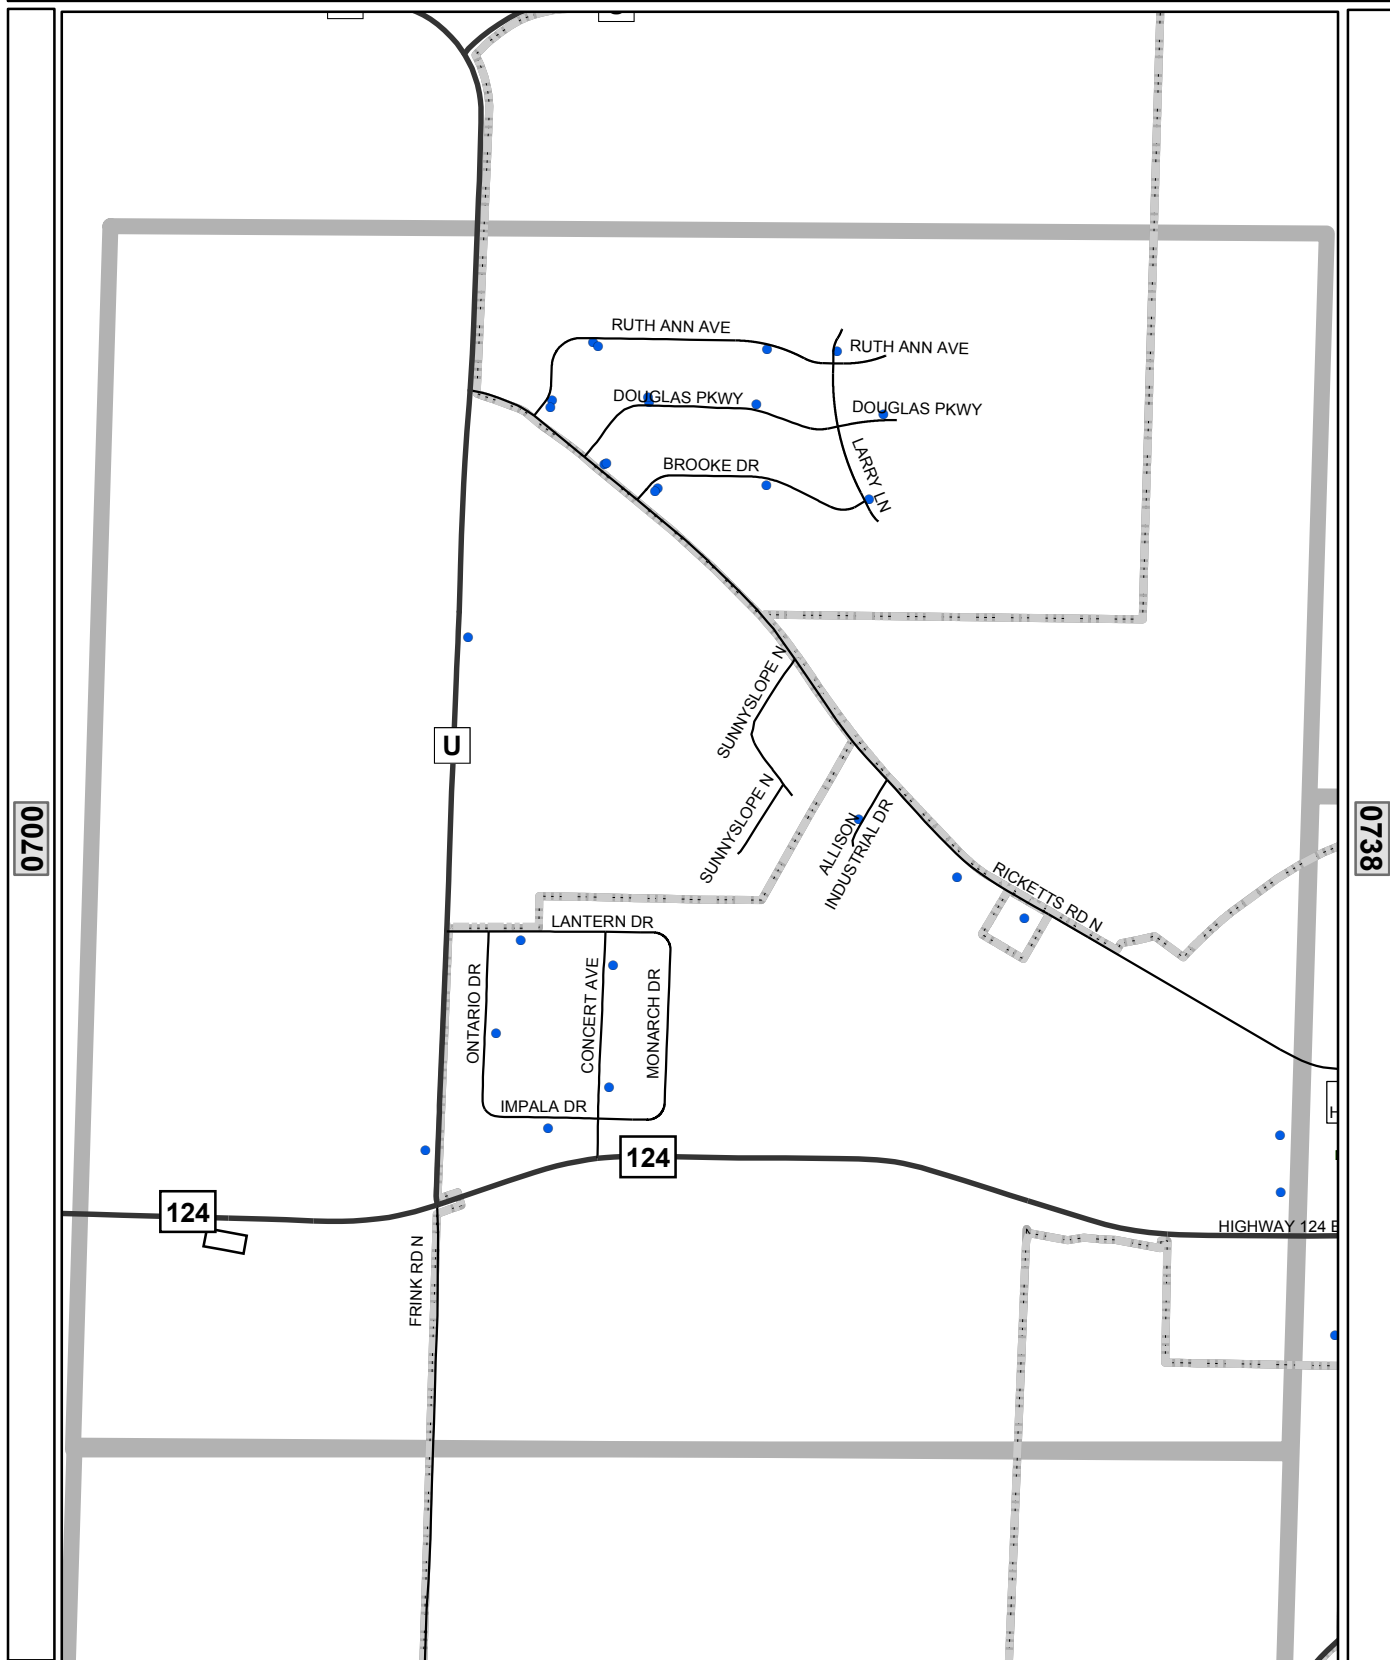 RUTH ANN AVE
RUTH ANN AVE
DOUGLAS PKWY
DOUGLAS PKWY
LARRY LN
BROOKE DR
SUNNYSLOPE N
U
SUNNYSLOPE N
ALLISON
INDUSTRIAL DR
0700
0738
RICKETTS RD N
LANTERN DR
ONTARIO DR
CONCERT AVE
MONARCH DR
IMPALA DR
H
124
124
HIGHWAY 124 E
FRINK RD N